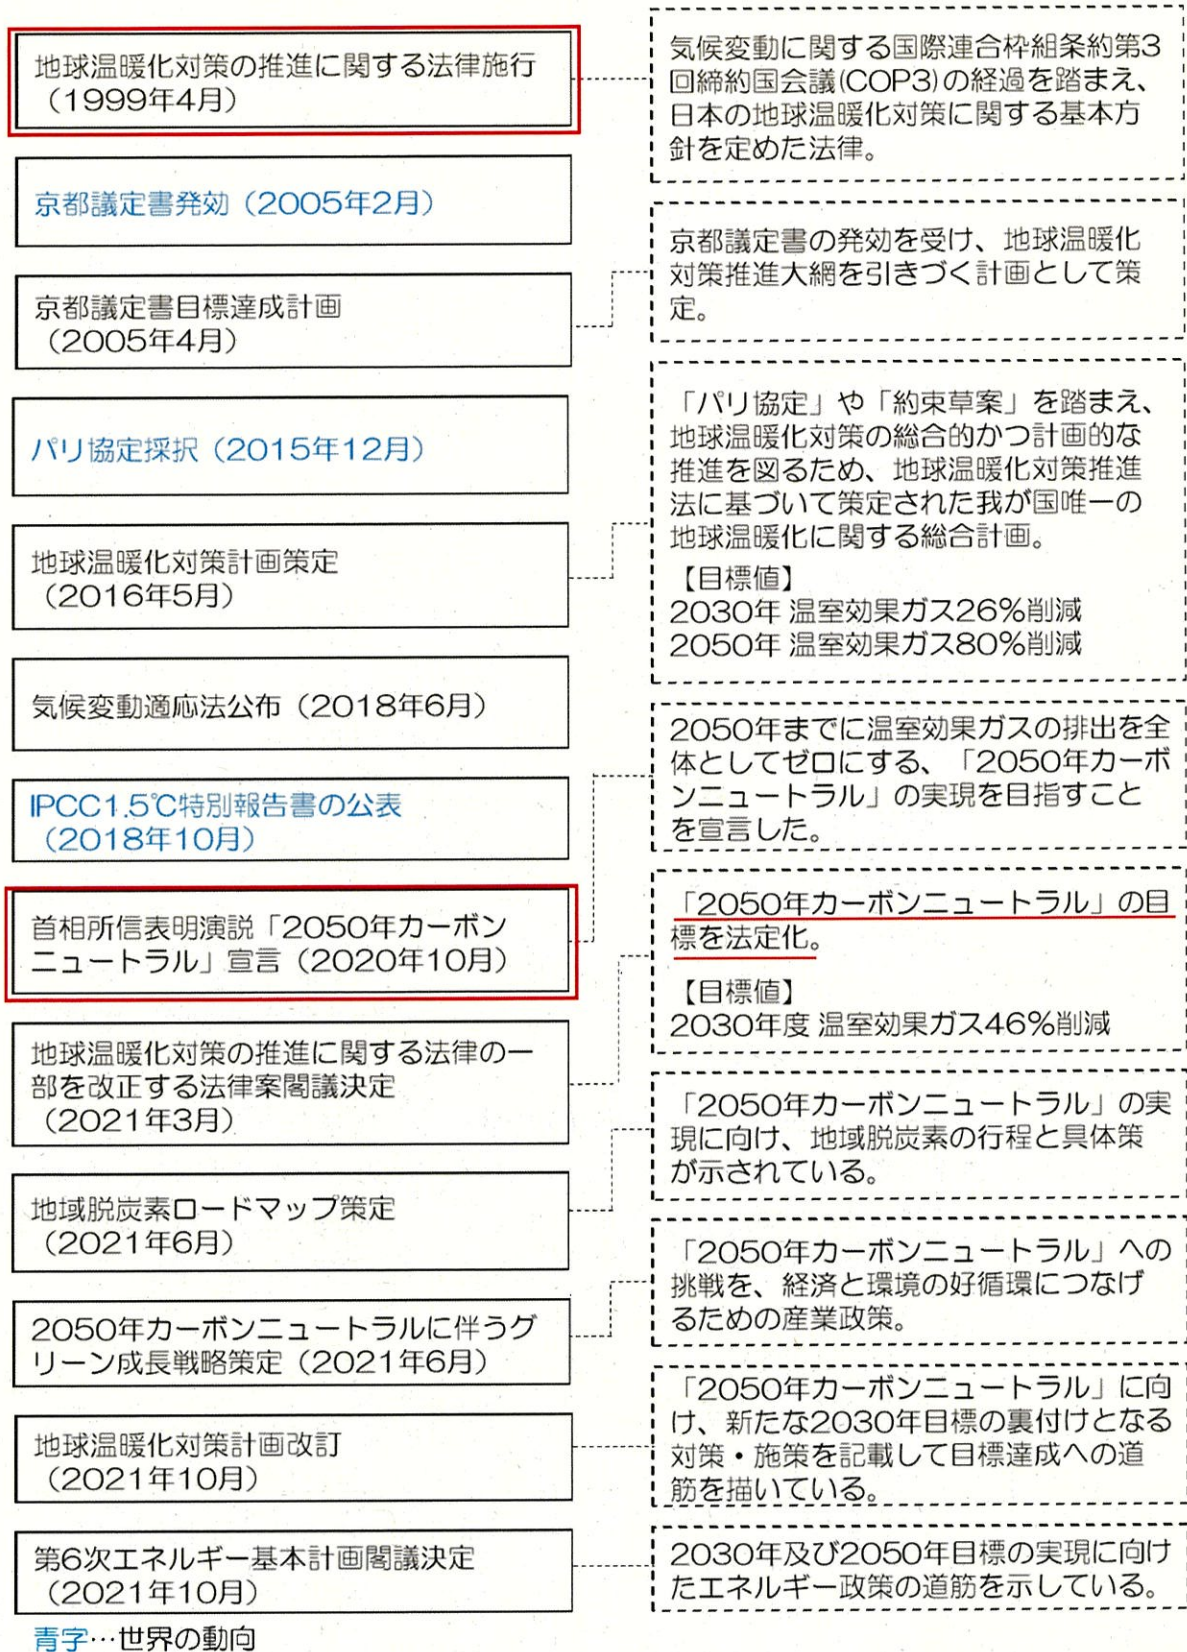 地球温暖化対策の推進に関する法律施行
（1999年4月）
気候変動に関する国際連合枠組条約第3
回締約国会議(COP3)の経過を踏まえ、
日本の地球温暖化対策に関する基本方
針を定めた法律。
京都議定書発効（2005年2月）
京都議定書目標達成計画
（2005年4月）
京都議定書の発効を受け、地球温暖化
対策推進大綱を引きづく計画として策
定。
パリ協定採択（2015年12月）
地球温暖化対策計画策定
（2016年5月）
「パリ協定」や「約束草案」を踏まえ、
地球温暖化対策の総合的かつ計画的な
推進を図るため、地球温暖化対策推進
法に基づいて策定された我が国唯一の
地球温暖化に関する総合計画。
【目標値】
2030年 温室効果ガス26%削減
2050年 温室効果ガス80%削減
気候変動適応法公布（2018年6月）
IPCC1.5℃特別報告書の公表
（2018年10月）
首相所信表明演説「2050年カーボン
ニュートラル」宣言（2020年10月）
2050年までに温室効果ガスの排出を全
体としてゼロにする、「2050年カーボ
ンニュートラル」の実現を目指すこと
を宣言した。
地球温暖化対策の推進に関する法律の一
部を改正する法律案閣議決定
（2021年3月）
「2050年カーボンニュートラル」の目
標を法定化。
【目標値】
2030年度 温室効果ガス46%削減
地域脱炭素ロードマップ策定
（2021年6月）
「2050年カーボンニュートラル」の実
現に向け、地域脱炭素の行程と具体策
が示されている。
2050年カーボンニュートラルに伴うグ
リーン成長戦略策定（2021年6月）
「2050年カーボンニュートラル」への
挑戦を、経済と環境の好循環につなげ
るための産業政策。
地球温暖化対策計画改訂
（2021年10月）
「2050年カーボンニュートラル」に向
け、新たな2030年目標の裏付けとなる
対策・施策を記載して目標達成への道
筋を描いている。
第6次エネルギー基本計画閣議決定
（2021年10月）
2030年及び2050年目標の実現に向け
たエネルギー政策の道筋を示している。
青字…世界の動向